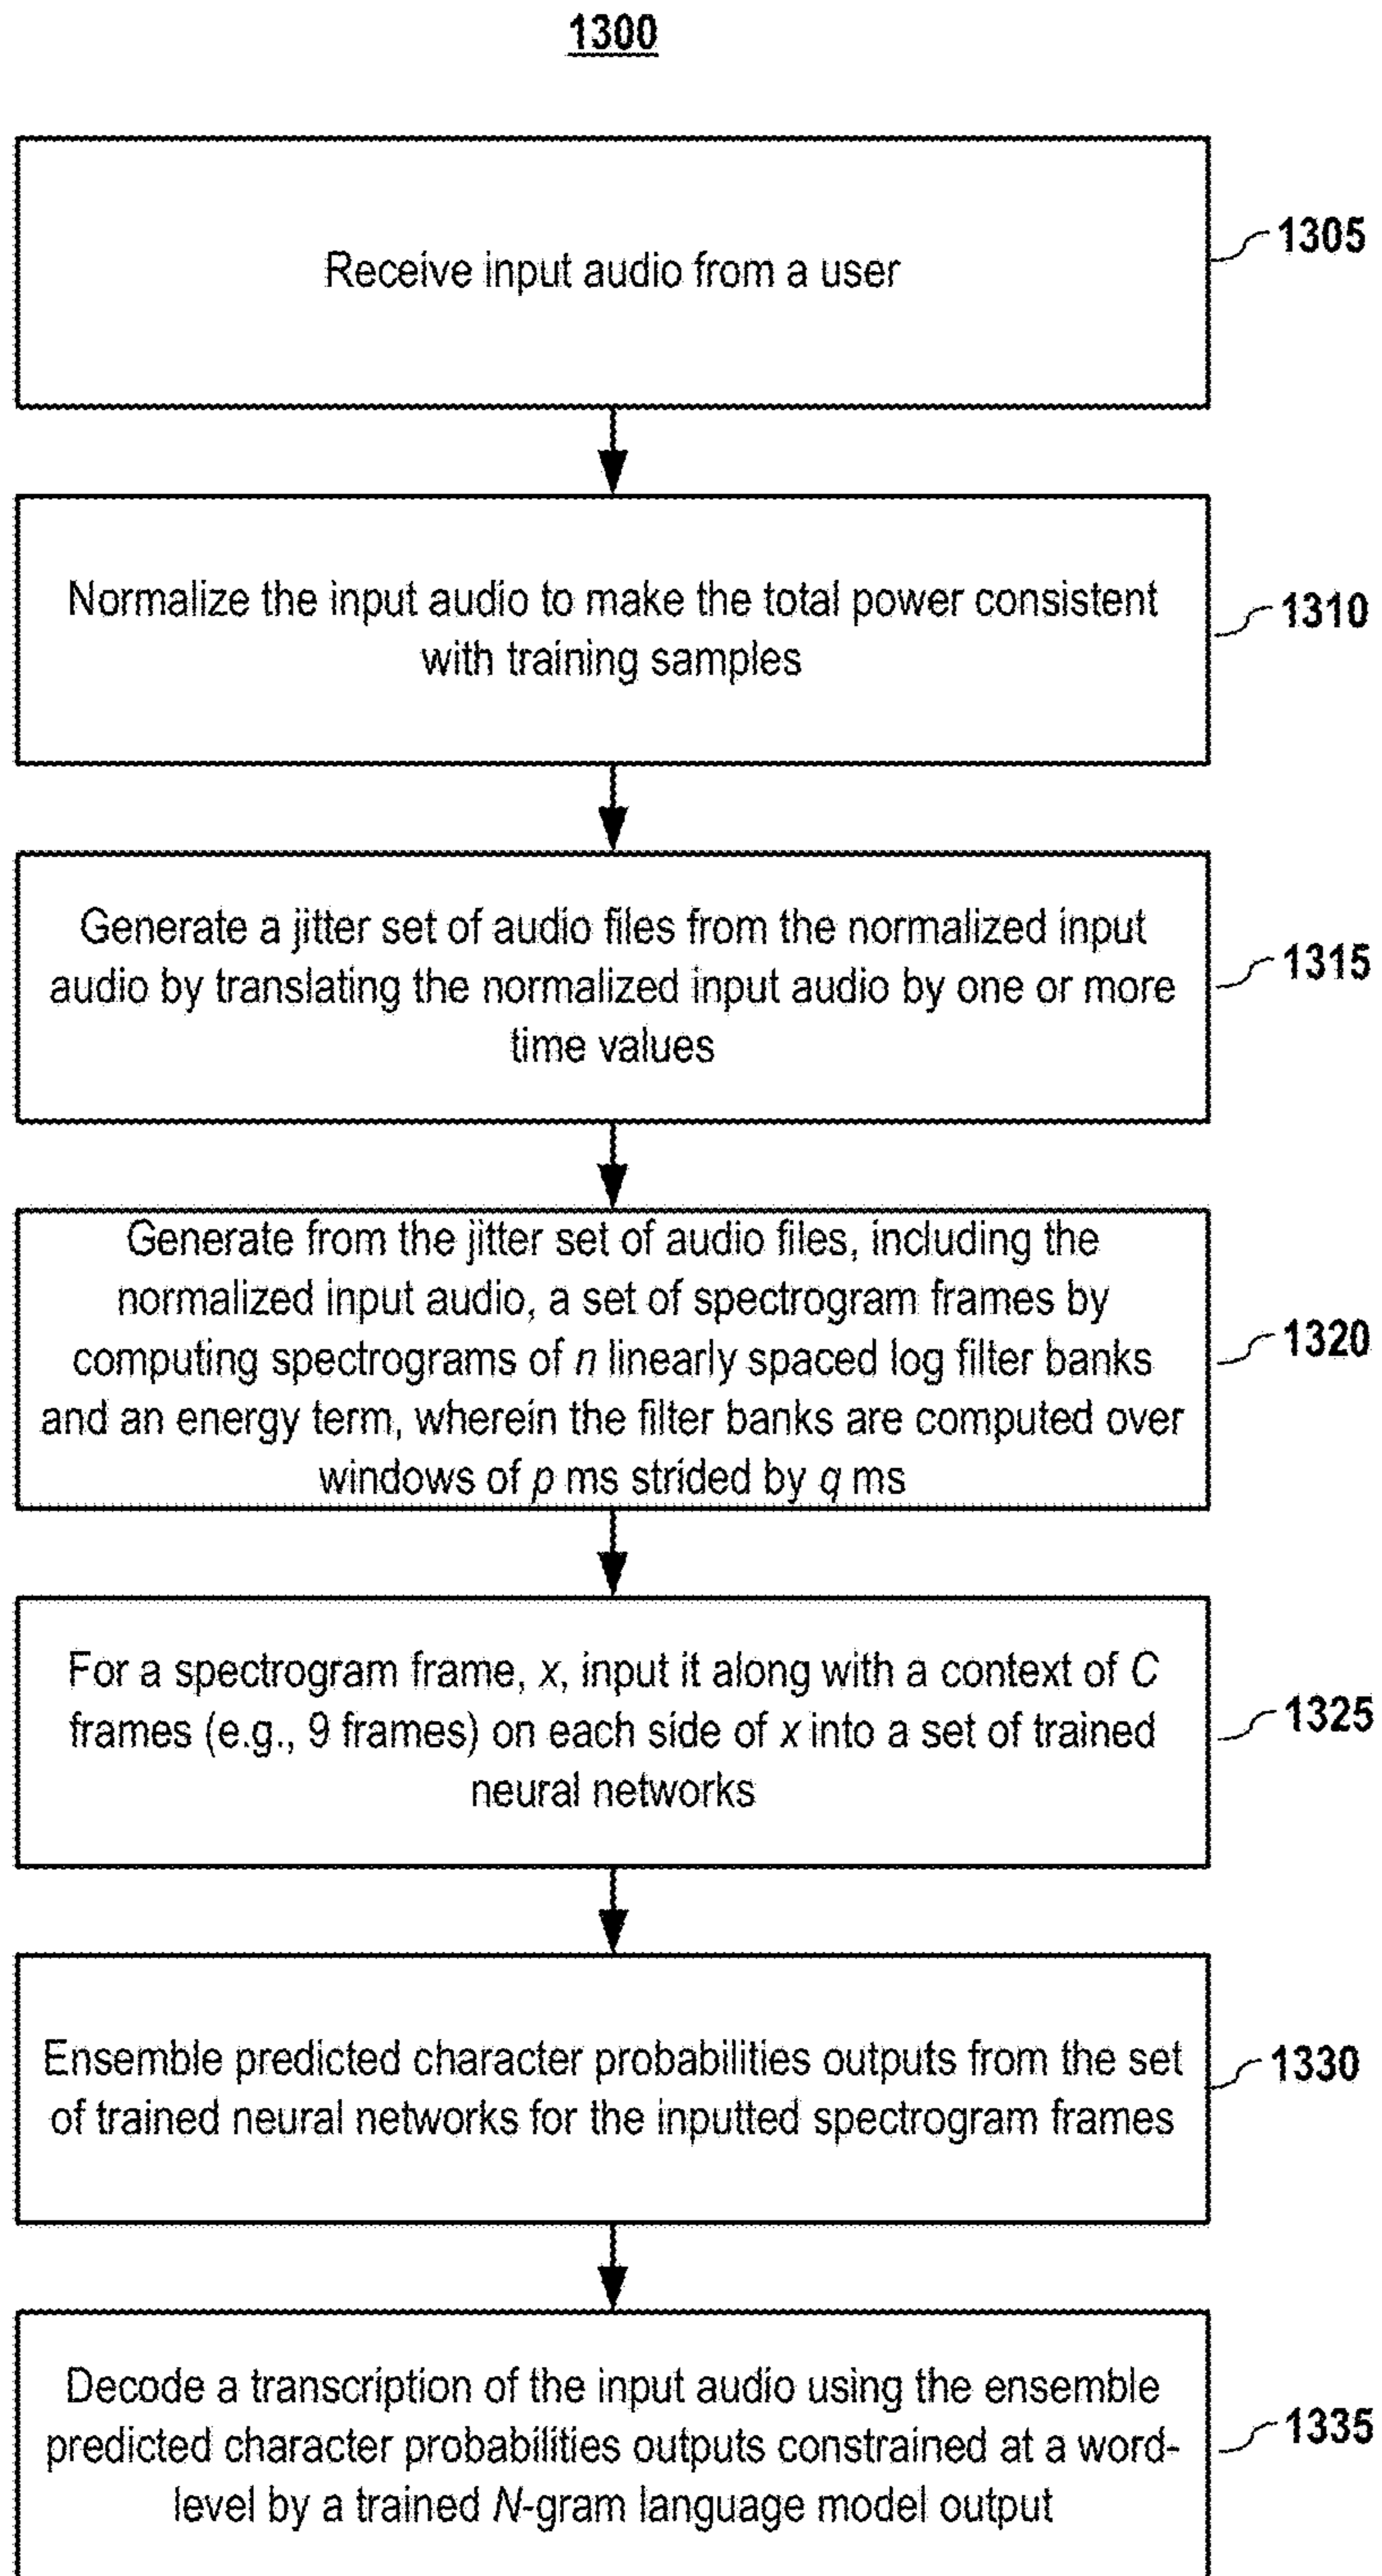 1300
Receive input audio from a user
1305
Normalize the input audio to make the total power consistent
with training samples
1310
Generate a jitter set of audio files from the normalized input
audio by translating the normalized input audio by one or more
time values
1315
Generate from the jitter set of audio files, including the
normalized input audio, a set of spectrogram frames by
computing spectrograms of n linearly spaced log filter banks
and an energy term, wherein the filter banks are computed over
windows of p ms strided by q ms
1320
For a spectrogram frame, x, input it along with a context of C
frames (e.g., 9 frames) on each side of x into a set of trained
neural networks
1325
Ensemble predicted character probabilities outputs from the set
of trained neural networks for the inputted spectrogram frames
1330
Decode a transcription of the input audio using the ensemble
predicted character probabilities outputs constrained at a word-
level by a trained N-gram language model output
1335